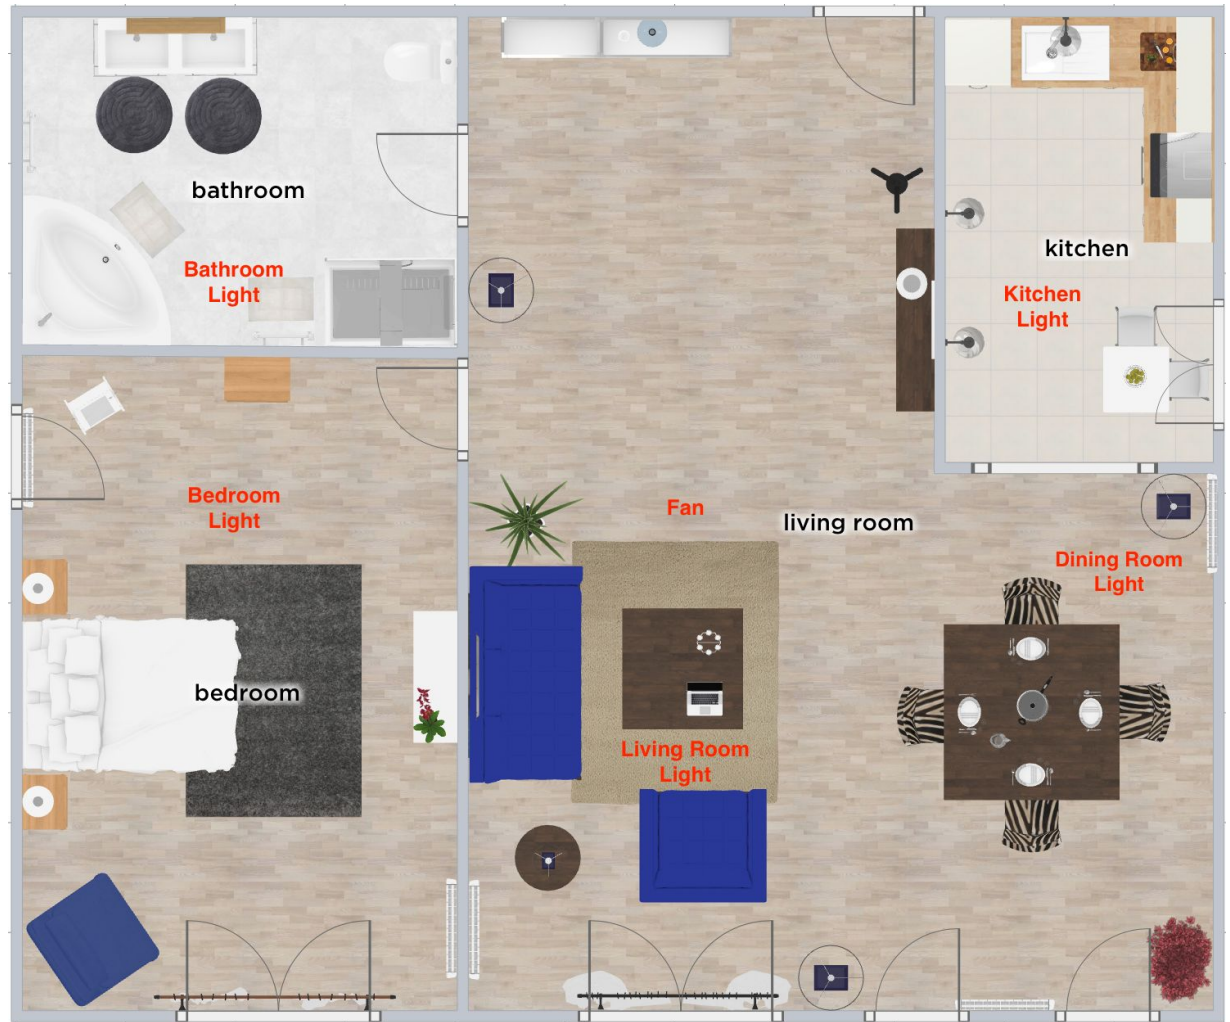 bathroom
Bathroom
Light
kitchen
Kitchen
Light
Bedroom
Light
Fan
living room
Dining Room
Light
bedroom
Living Room
Light